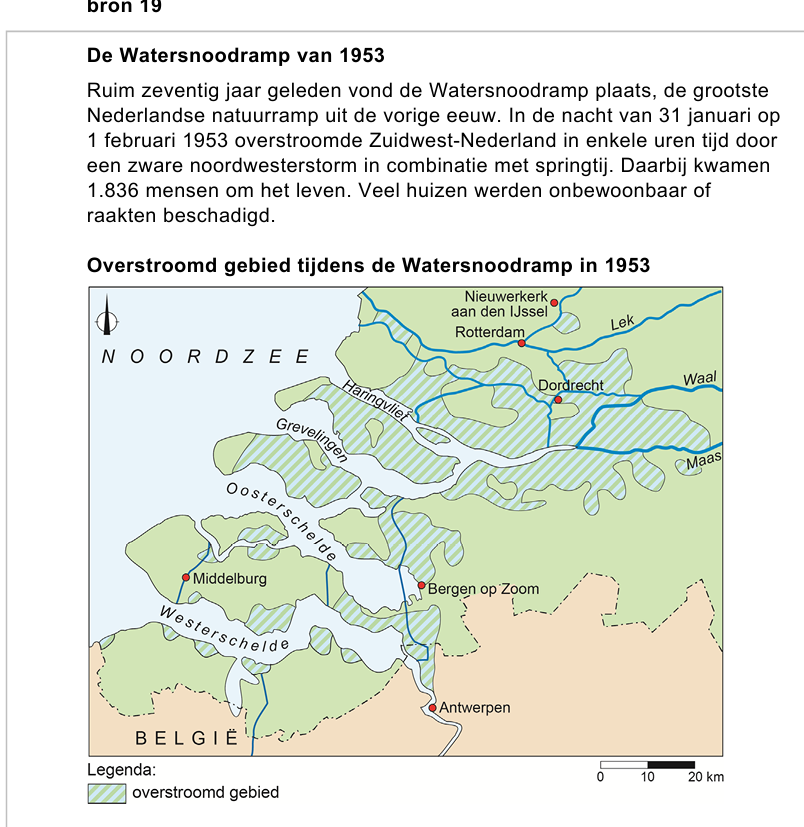 bron 19
De Watersnoodramp van 1953
Ruim zeventig jaar geleden vond de Watersnoodramp plaats, de grootste
Nederlandse natuurramp uit de vorige eeuw. In de nacht van 31 januari op
1 februari 1953 overstroomde Zuidwest-Nederland in enkele uren tijd door
een zware noordwesterstorm in combinatie met springtij. Daarbij kwamen
1.836 mensen om het leven. Veel huizen werden onbewoonbaar of
raakten beschadigd.
Overstroomd gebied tijdens de Watersnoodramp in 1953
Nieuwerkerk
aan den IJssel
Rotterdam
Lek
NOORDZEE
Waal
Dordrecht
Haringvliet
Grevelingen
Maas
Oosterschelde
Middelburg
Bergen op Zoom
Westerschelde
Antwerpen
BELGIË
Legenda:
overstroomd gebied
0 10 20 km